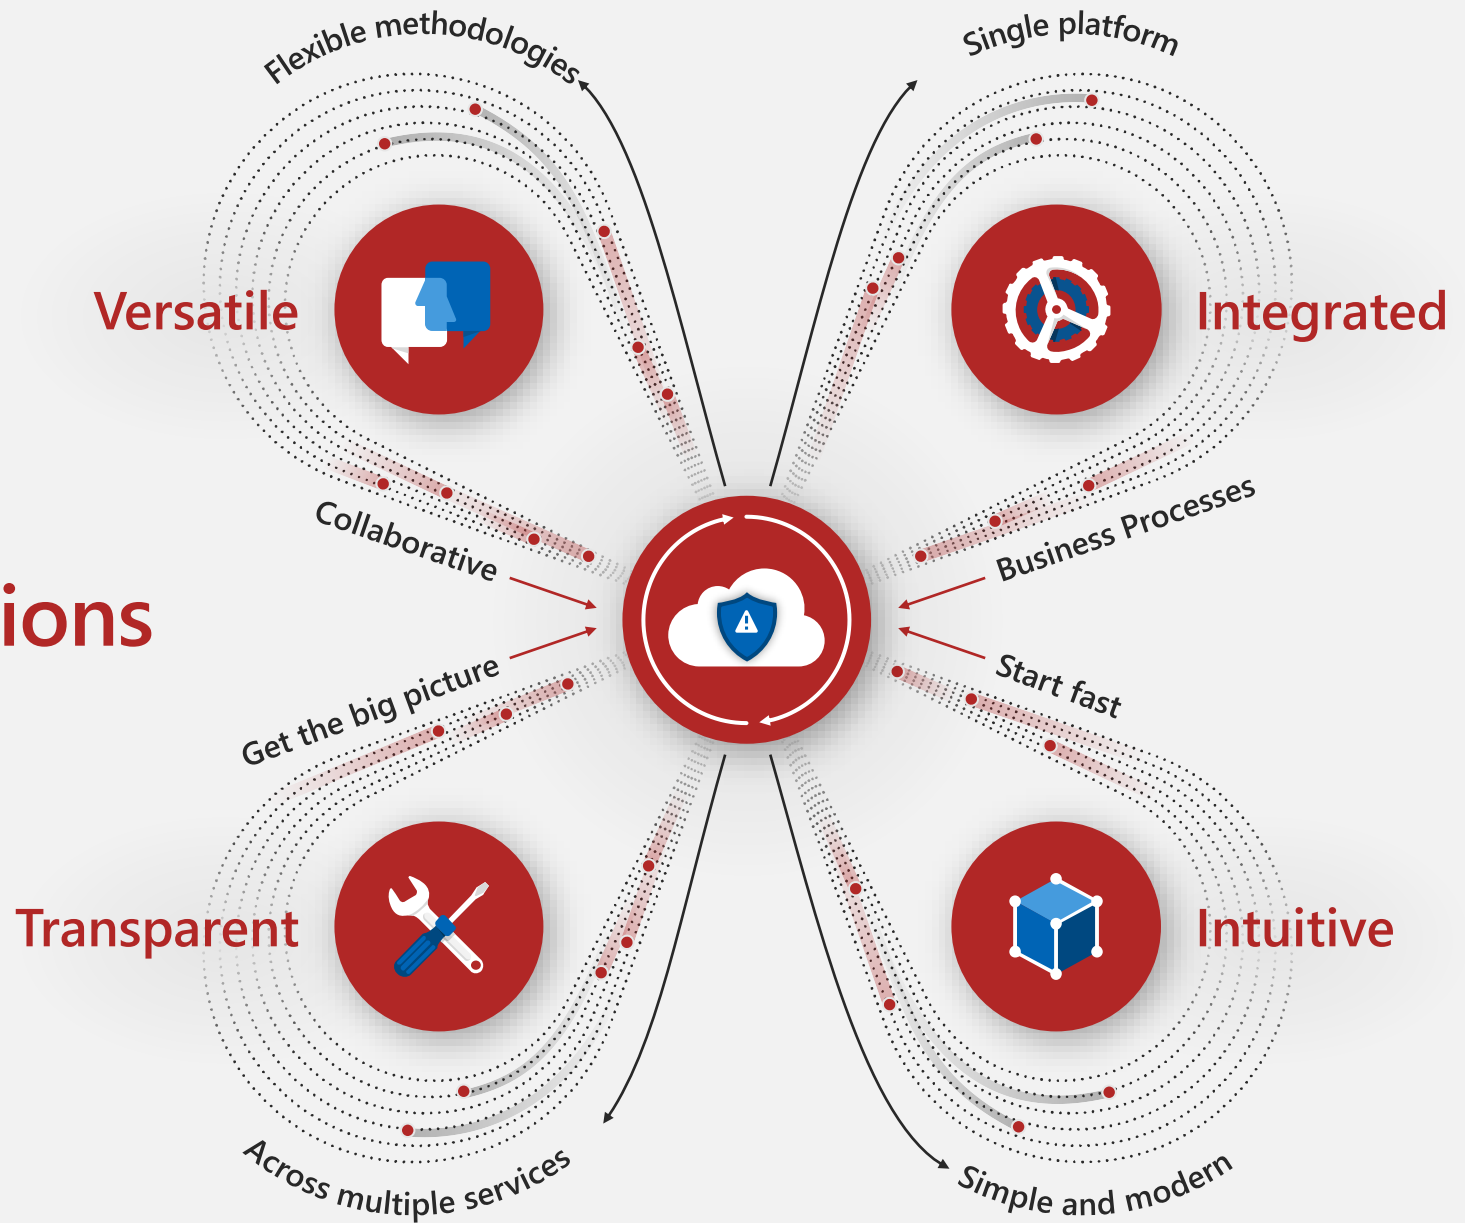 Flexible methodologies
Single platform
Versatile
Integrated
Collaborative
Business Processes
ions
Get the big picture
Start fast
Transparent
Intuitive
Across multiple services
Simple and modern